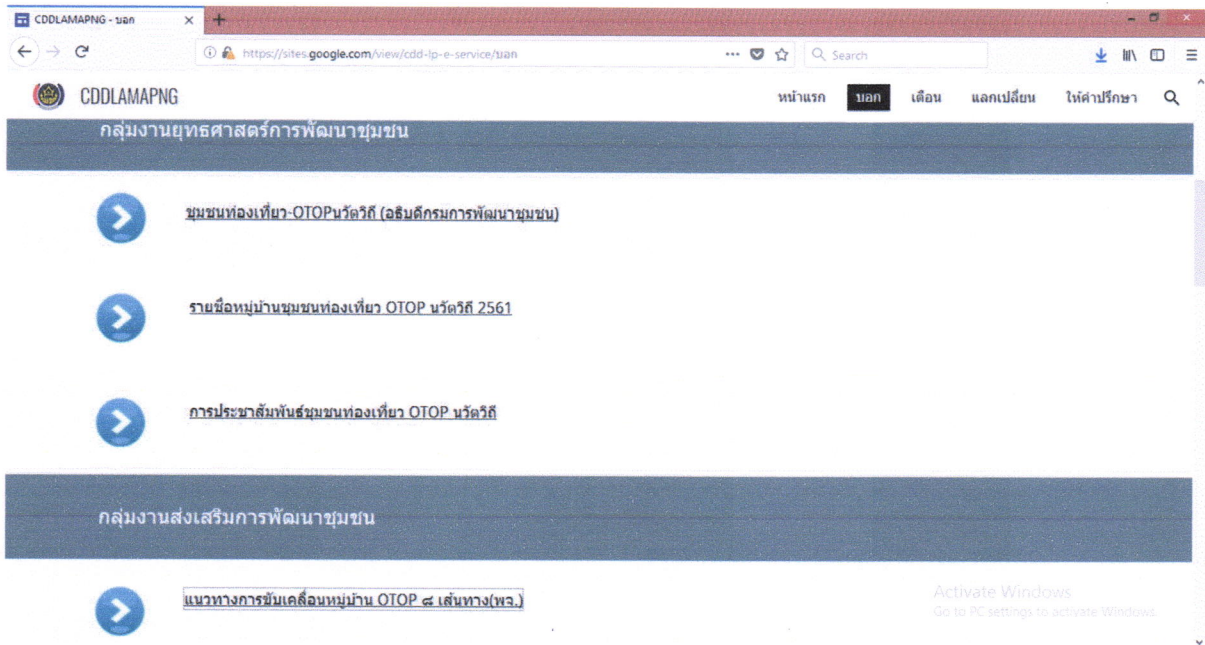 CDDLAMAPNG - บอก
https://sites.google.com/view/cdd-lp-e-service/บอก
Search
CDDLAMAPNG
หน้าแรก บอก เตือน แลกเปลี่ยน ให้คำปรึกษา
กลุ่มงานยุทธศาสตร์การพัฒนาชุมชน
ชุมชนท่องเที่ยว-OTOPนวัตวิถี (อธิบดีกรมการพัฒนาชุมชน)
รายชื่อหมู่บ้านชุมชนท่องเที่ยว OTOP นวัตวิถี 2561
การประชาสัมพันธ์ชุมชนท่องเที่ยว OTOP นวัตวิถี
กลุ่มงานส่งเสริมการพัฒนาชุมชน
แนวทางการขับเคลื่อนหมู่บ้าน OTOP ๘ เส้นทาง(พจ.)
Activate Windows
Go to PC settings to activate Windows.